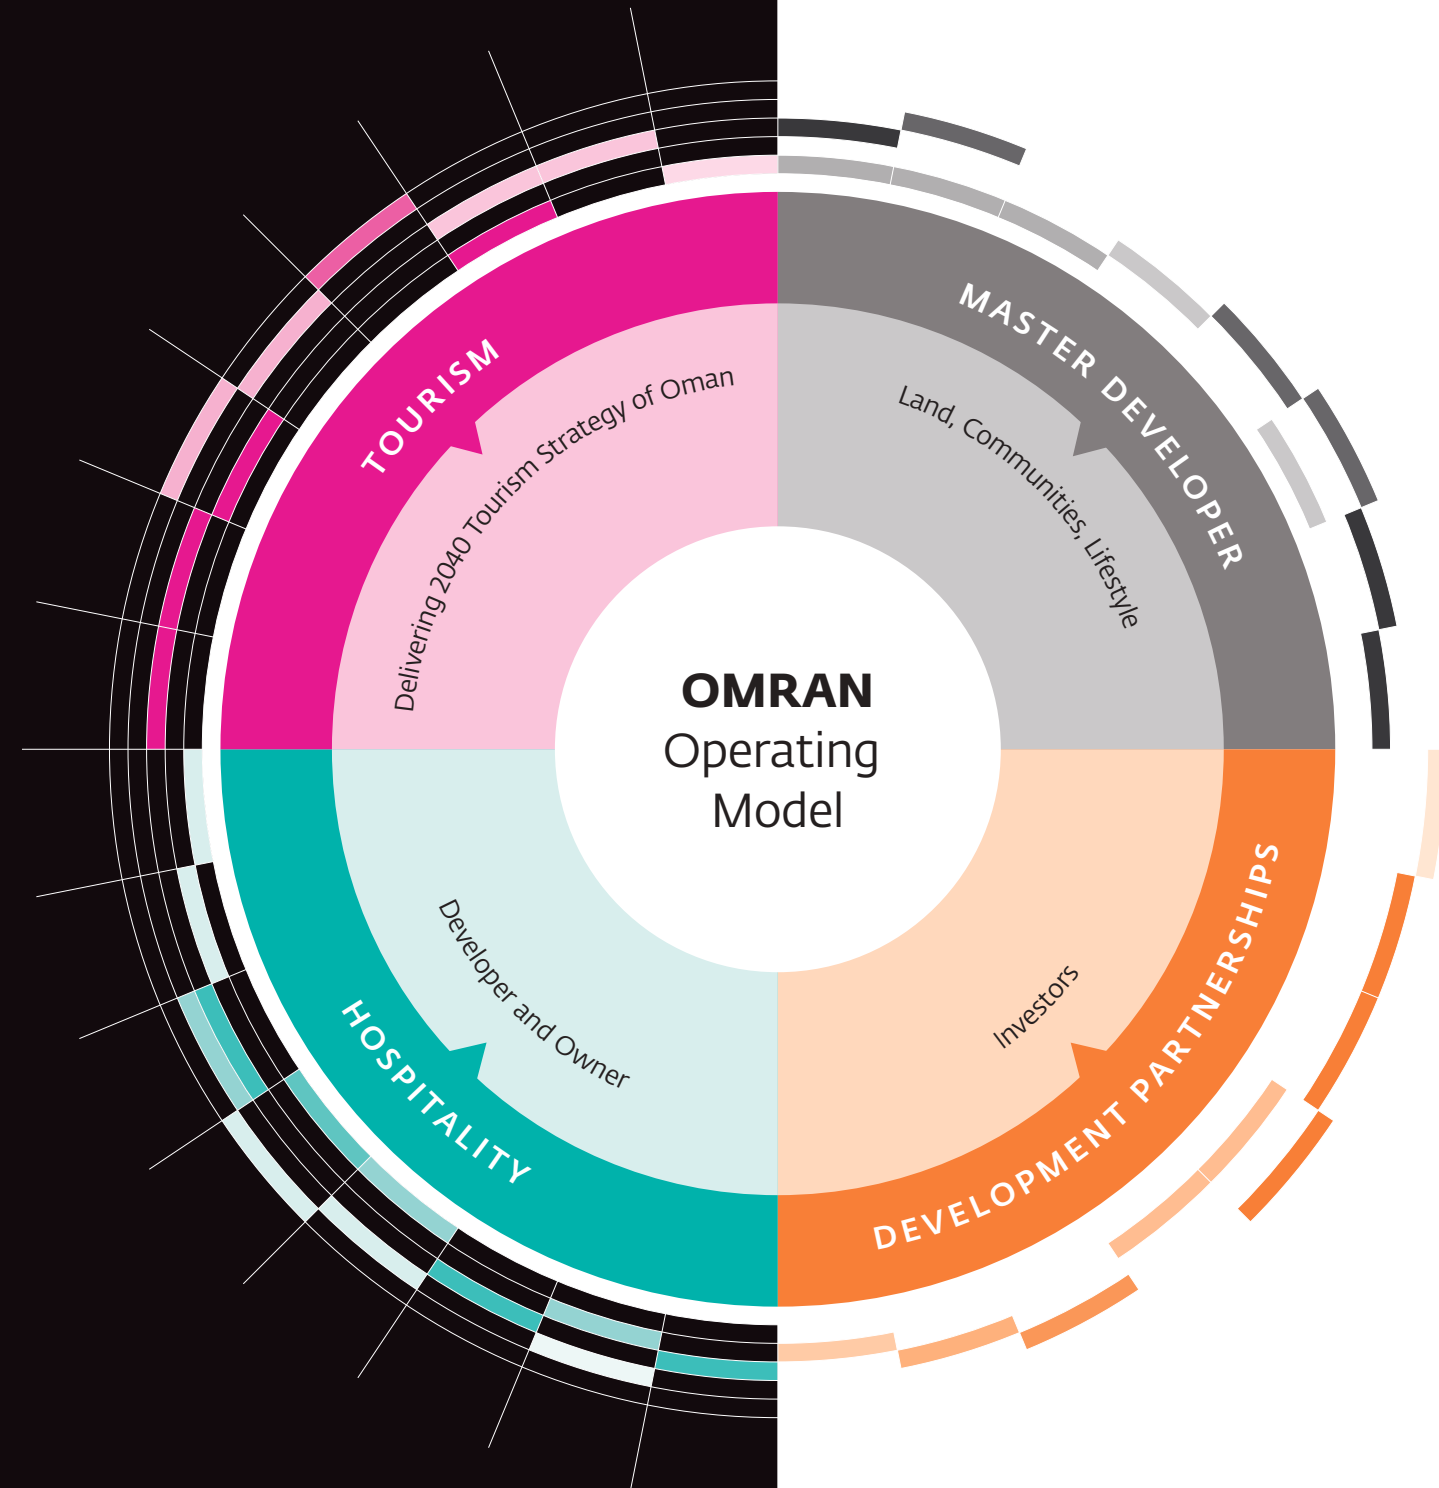 TOURISM
Delivering 2040 Tourism Strategy of Oman
MASTER DEVELOPER
Land, Communities, Lifestyle
OMRAN
Operating
Model
HOSPITALITY
Developer and Owner
DEVELOPMENT PARTNERSHIPS
Investors